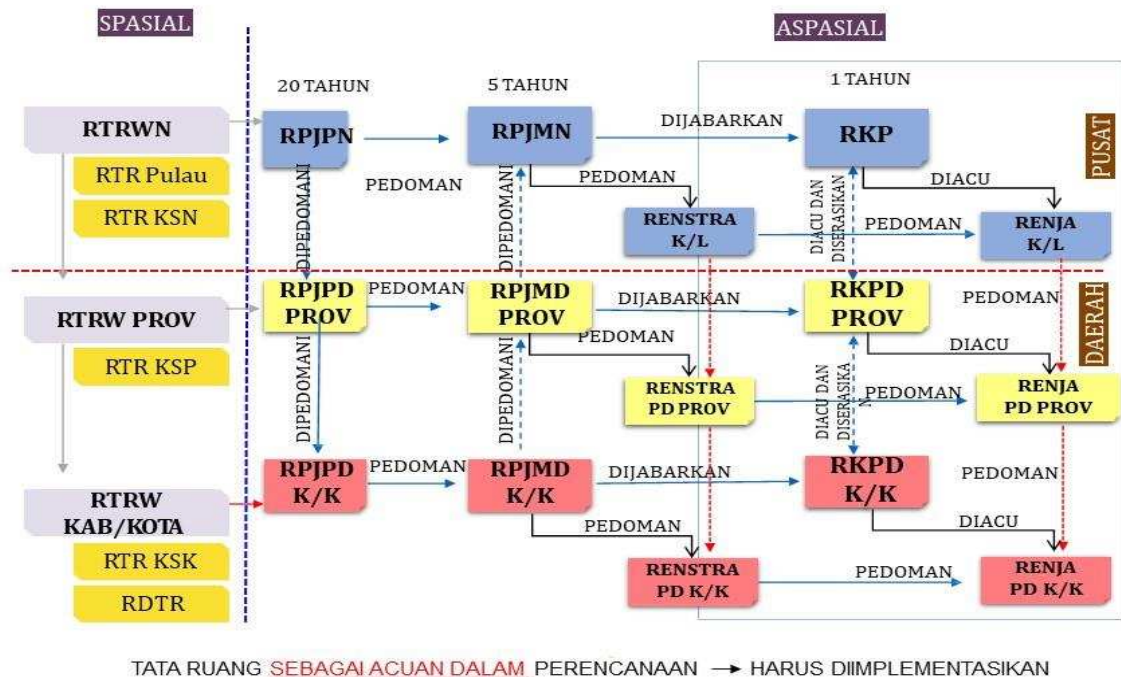 SPASIAL
ASPASIAL
20 TAHUN
5 TAHUN
1 TAHUN
RTRWN
RTR Pulau
RTR KSN
RPJPN
RPJMN
DIJABARKAN
RKP
PUSAT
DIPEDOMANI
PEDOMAN
DIPEDOMANI
PEDOMAN
DIACU DAN
DISERASIKAN
DIACU
RENSTRA
K/L
PEDOMAN
RENJA
K/L
RTRW PROV
RTR KSP
RPJPD
PROV
PEDOMAN
RPJMD
PROV
DIJABARKAN
RKPD
PROV
PEDOMAN
DAERAH
DIPEDOMANI
DIPEDOMANI
PEDOMAN
DIACU DAN
DISERASIKA
N
DIACU
RENSTRA
PD PROV
PEDOMAN
RENJA
PD PROV
RTRW
KAB/KOTA
RTR KSK
RDTR
RPJPD
K/K
PEDOMAN
RPJMD
K/K
DIJABARKAN
RKPD
K/K
PEDOMAN
PEDOMAN
DIACU
RENSTRA
PD K/K
PEDOMAN
RENJA
PD K/K
TATA RUANG SEBAGAI ACUAN DALAM PERENCANAAN → HARUS DIIMPLEMENTASIKAN